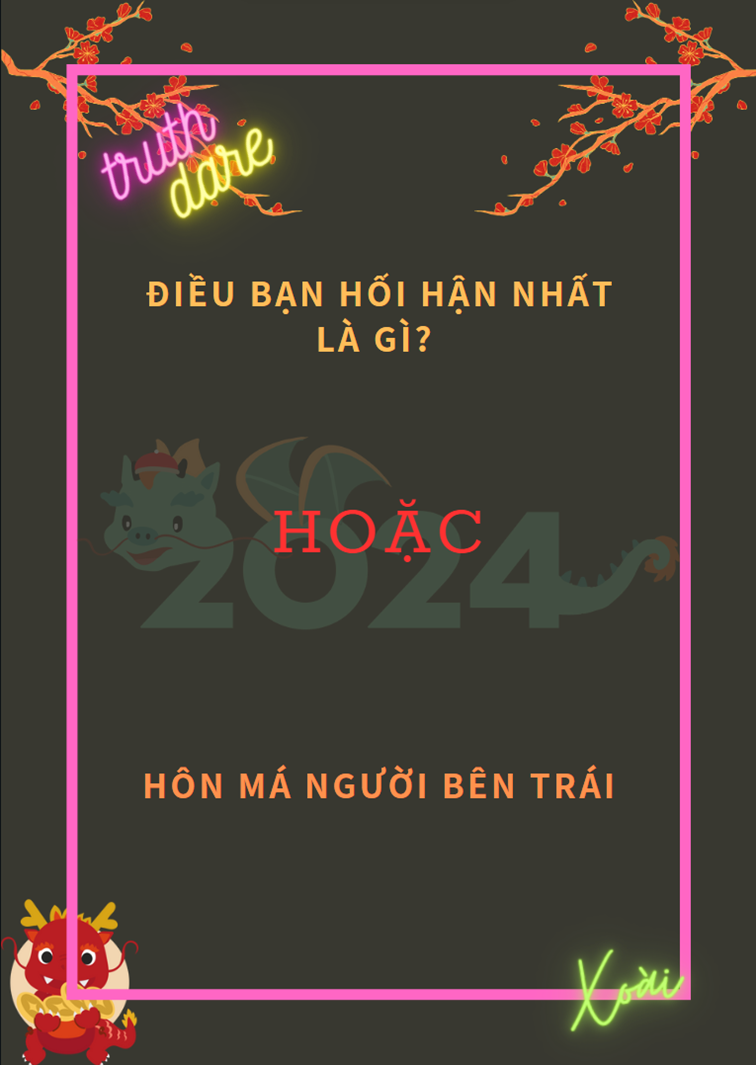 truth
dare
ĐIỀU BẠN HỐI HẬN NHẤT
LÀ GÌ?
HOẶC
2024
HÔN MÁ NGƯỜI BÊN TRÁI
Xoài